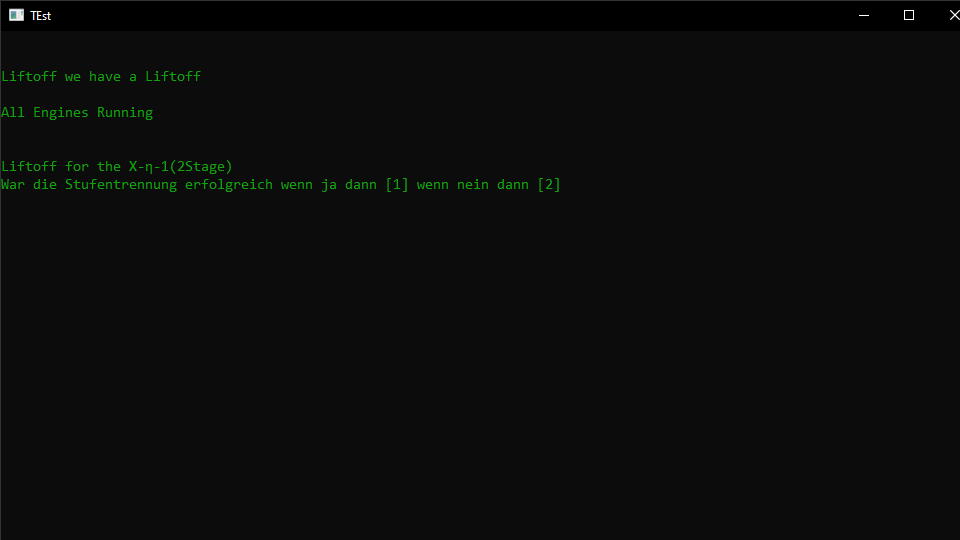 TEst
Liftoff we have a Liftoff
All Engines Running
Liftoff for the X-η-1(2Stage)
War die Stufentrennung erfolgreich wenn ja dann [1] wenn nein dann [2]